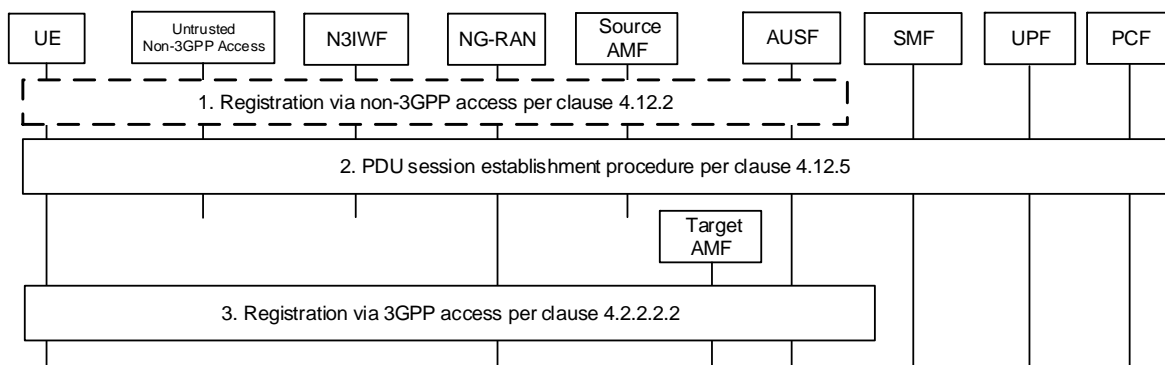 UE
Untrusted
Non-3GPP Access
N3IWF
NG-RAN
Source
AMF
AUSF
SMF
UPF
PCF
1. Registration via non-3GPP access per clause 4.12.2
2. PDU session establishment procedure per clause 4.12.5
Target
AMF
3. Registration via 3GPP access per clause 4.2.2.2.2